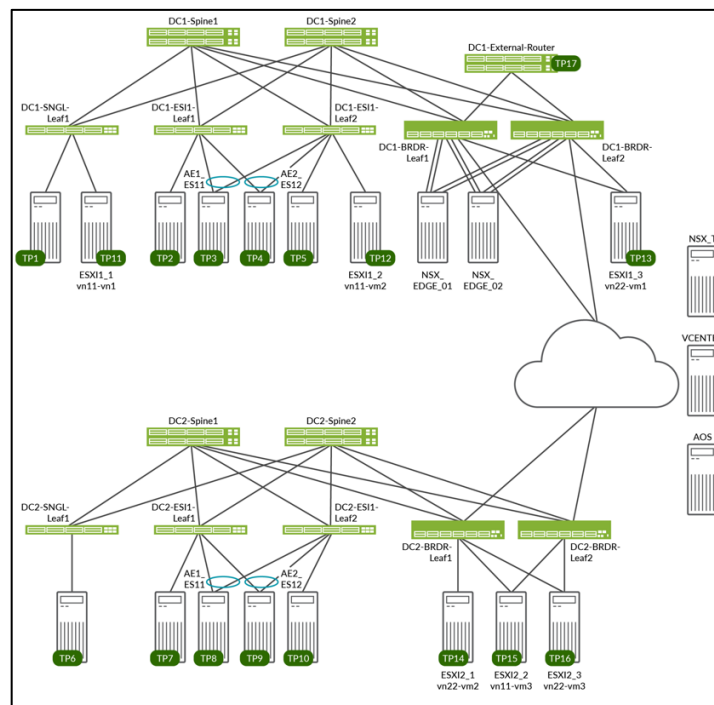 DC1-Spine1
DC1-Spine2
DC1-External-Router
TP17
DC1-SNGL-
Leaf1
DC1-ESI1-
Leaf1
DC1-ESI1-
Leaf2
DC1-BRDR-
Leaf1
DC1-BRDR-
Leaf2
AE1_
ES11
AE2_
ES12
TP1
TP11
TP2
TP3
TP4
TP5
TP12
TP13
ESXI1_1
vn11-vn1
ESXI1_2
vn11-vm2
NSX_
EDGE_01
NSX_
EDGE_02
ESXI1_3
vn22-vm1
NSX_T
AOS
DC2-Spine1
DC2-Spine2
DC2-SNGL-
Leaf1
DC2-ESI1-
Leaf1
DC2-ESI1-
Leaf2
DC2-BRDR-
Leaf1
DC2-BRDR-
Leaf2
AE1_
ES11
AE2_
ES12
TP6
TP7
TP8
TP9
TP10
TP14
TP15
TP16
ESXI2_1
vn22-vm2
ESXI2_2
vn11-vm3
ESXI2_3
vn22-vm3